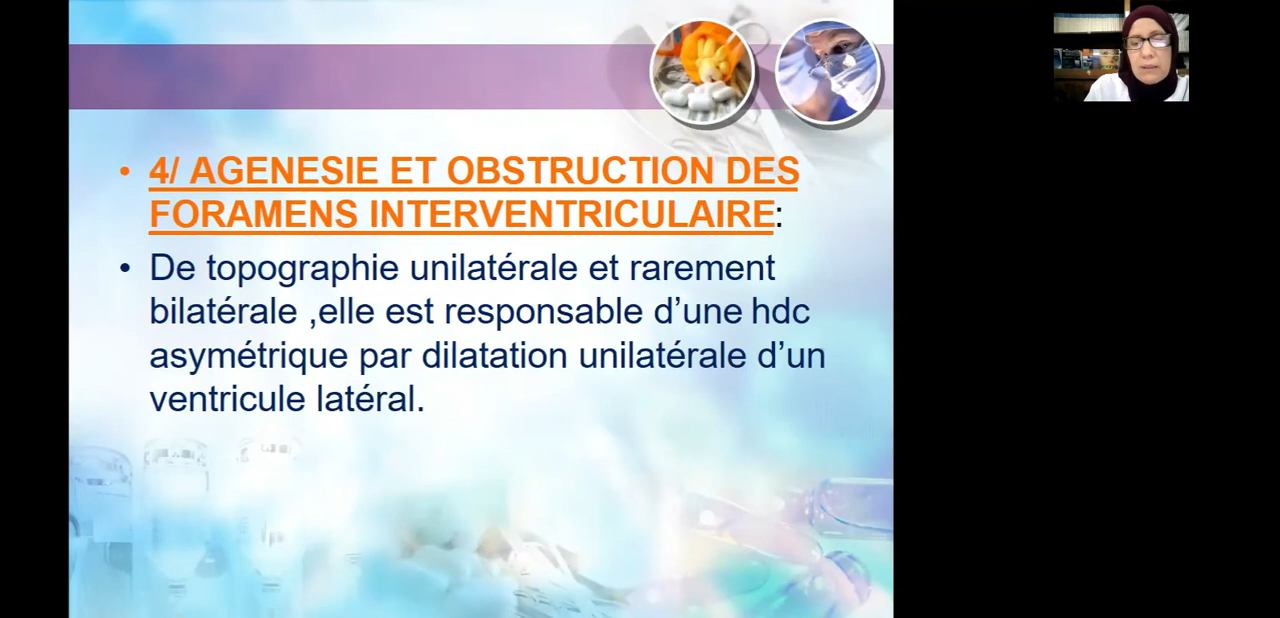 • 4/ AGENESIE ET OBSTRUCTION DES
FORAMENS INTERVENTRICULAIRE:
• De topographie unilatérale et rarement
bilatérale ,elle est responsable d’une hdc
asymétrique par dilatation unilatérale d’un
ventricule latéral.